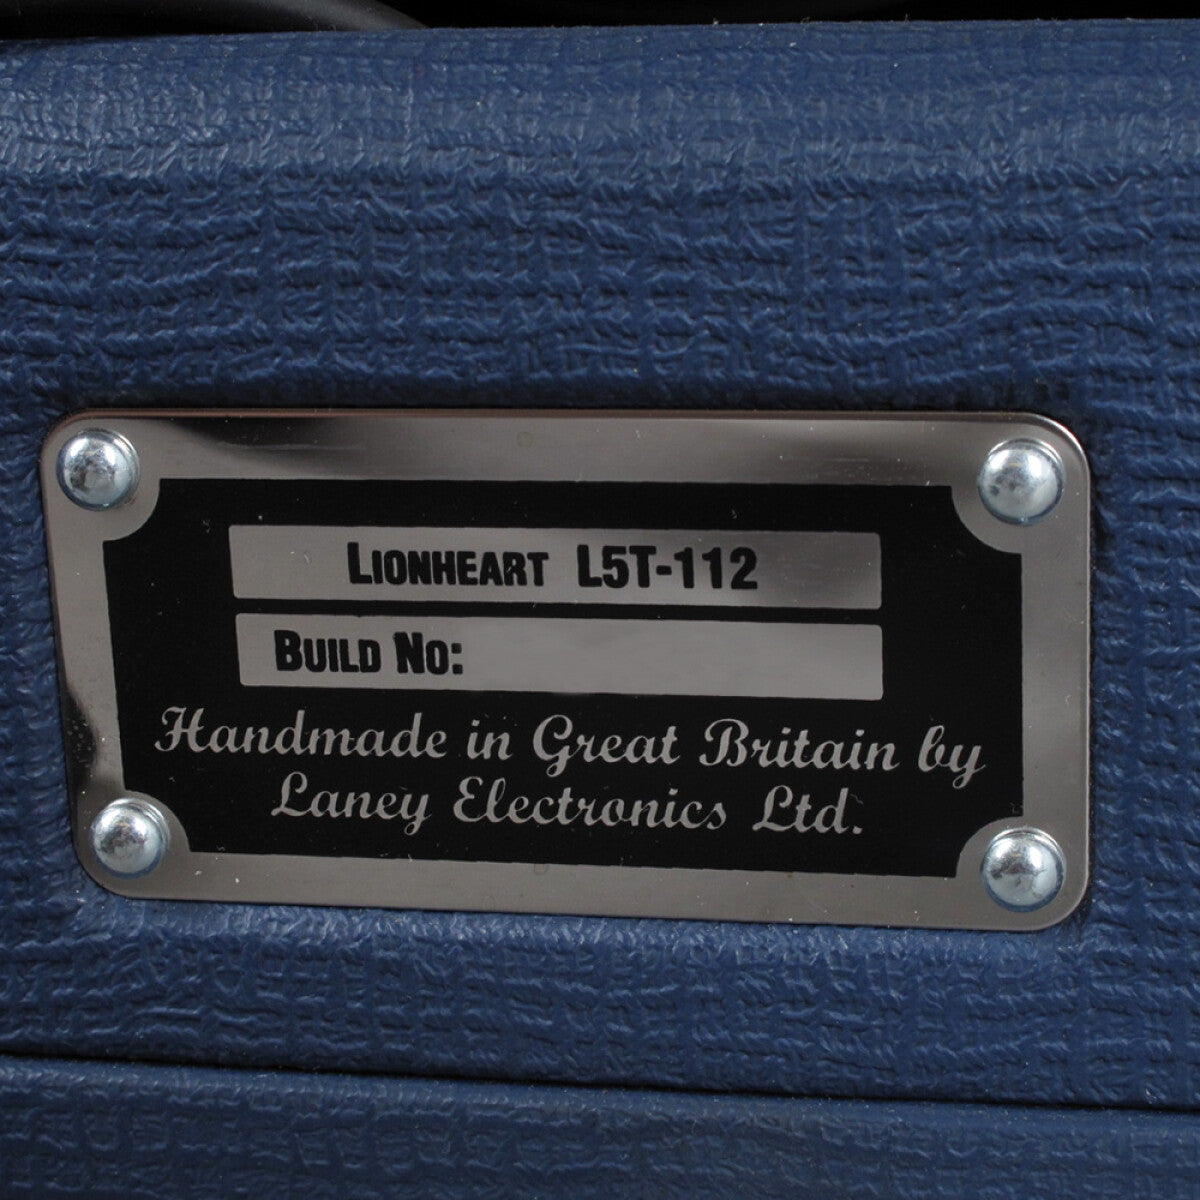 Lionheart L5T-112
Build No:
Handmade in Great Britain by
Laney Electronics Ltd.